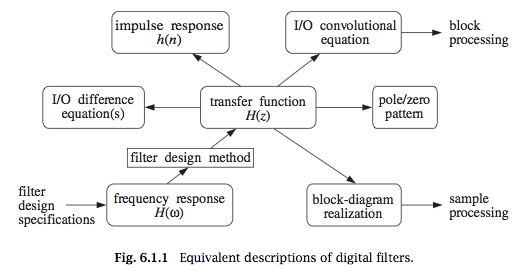 impulse response
h(n)
I/O convolutional
equation
block
processing
I/O difference
equation(s)
transfer function
H(z)
pole/zero
pattern
filter design method
filter
design
specifications
frequency response
H(ω)
block-diagram
realization
sample
processing
Fig. 6.1.1 Equivalent descriptions of digital filters.